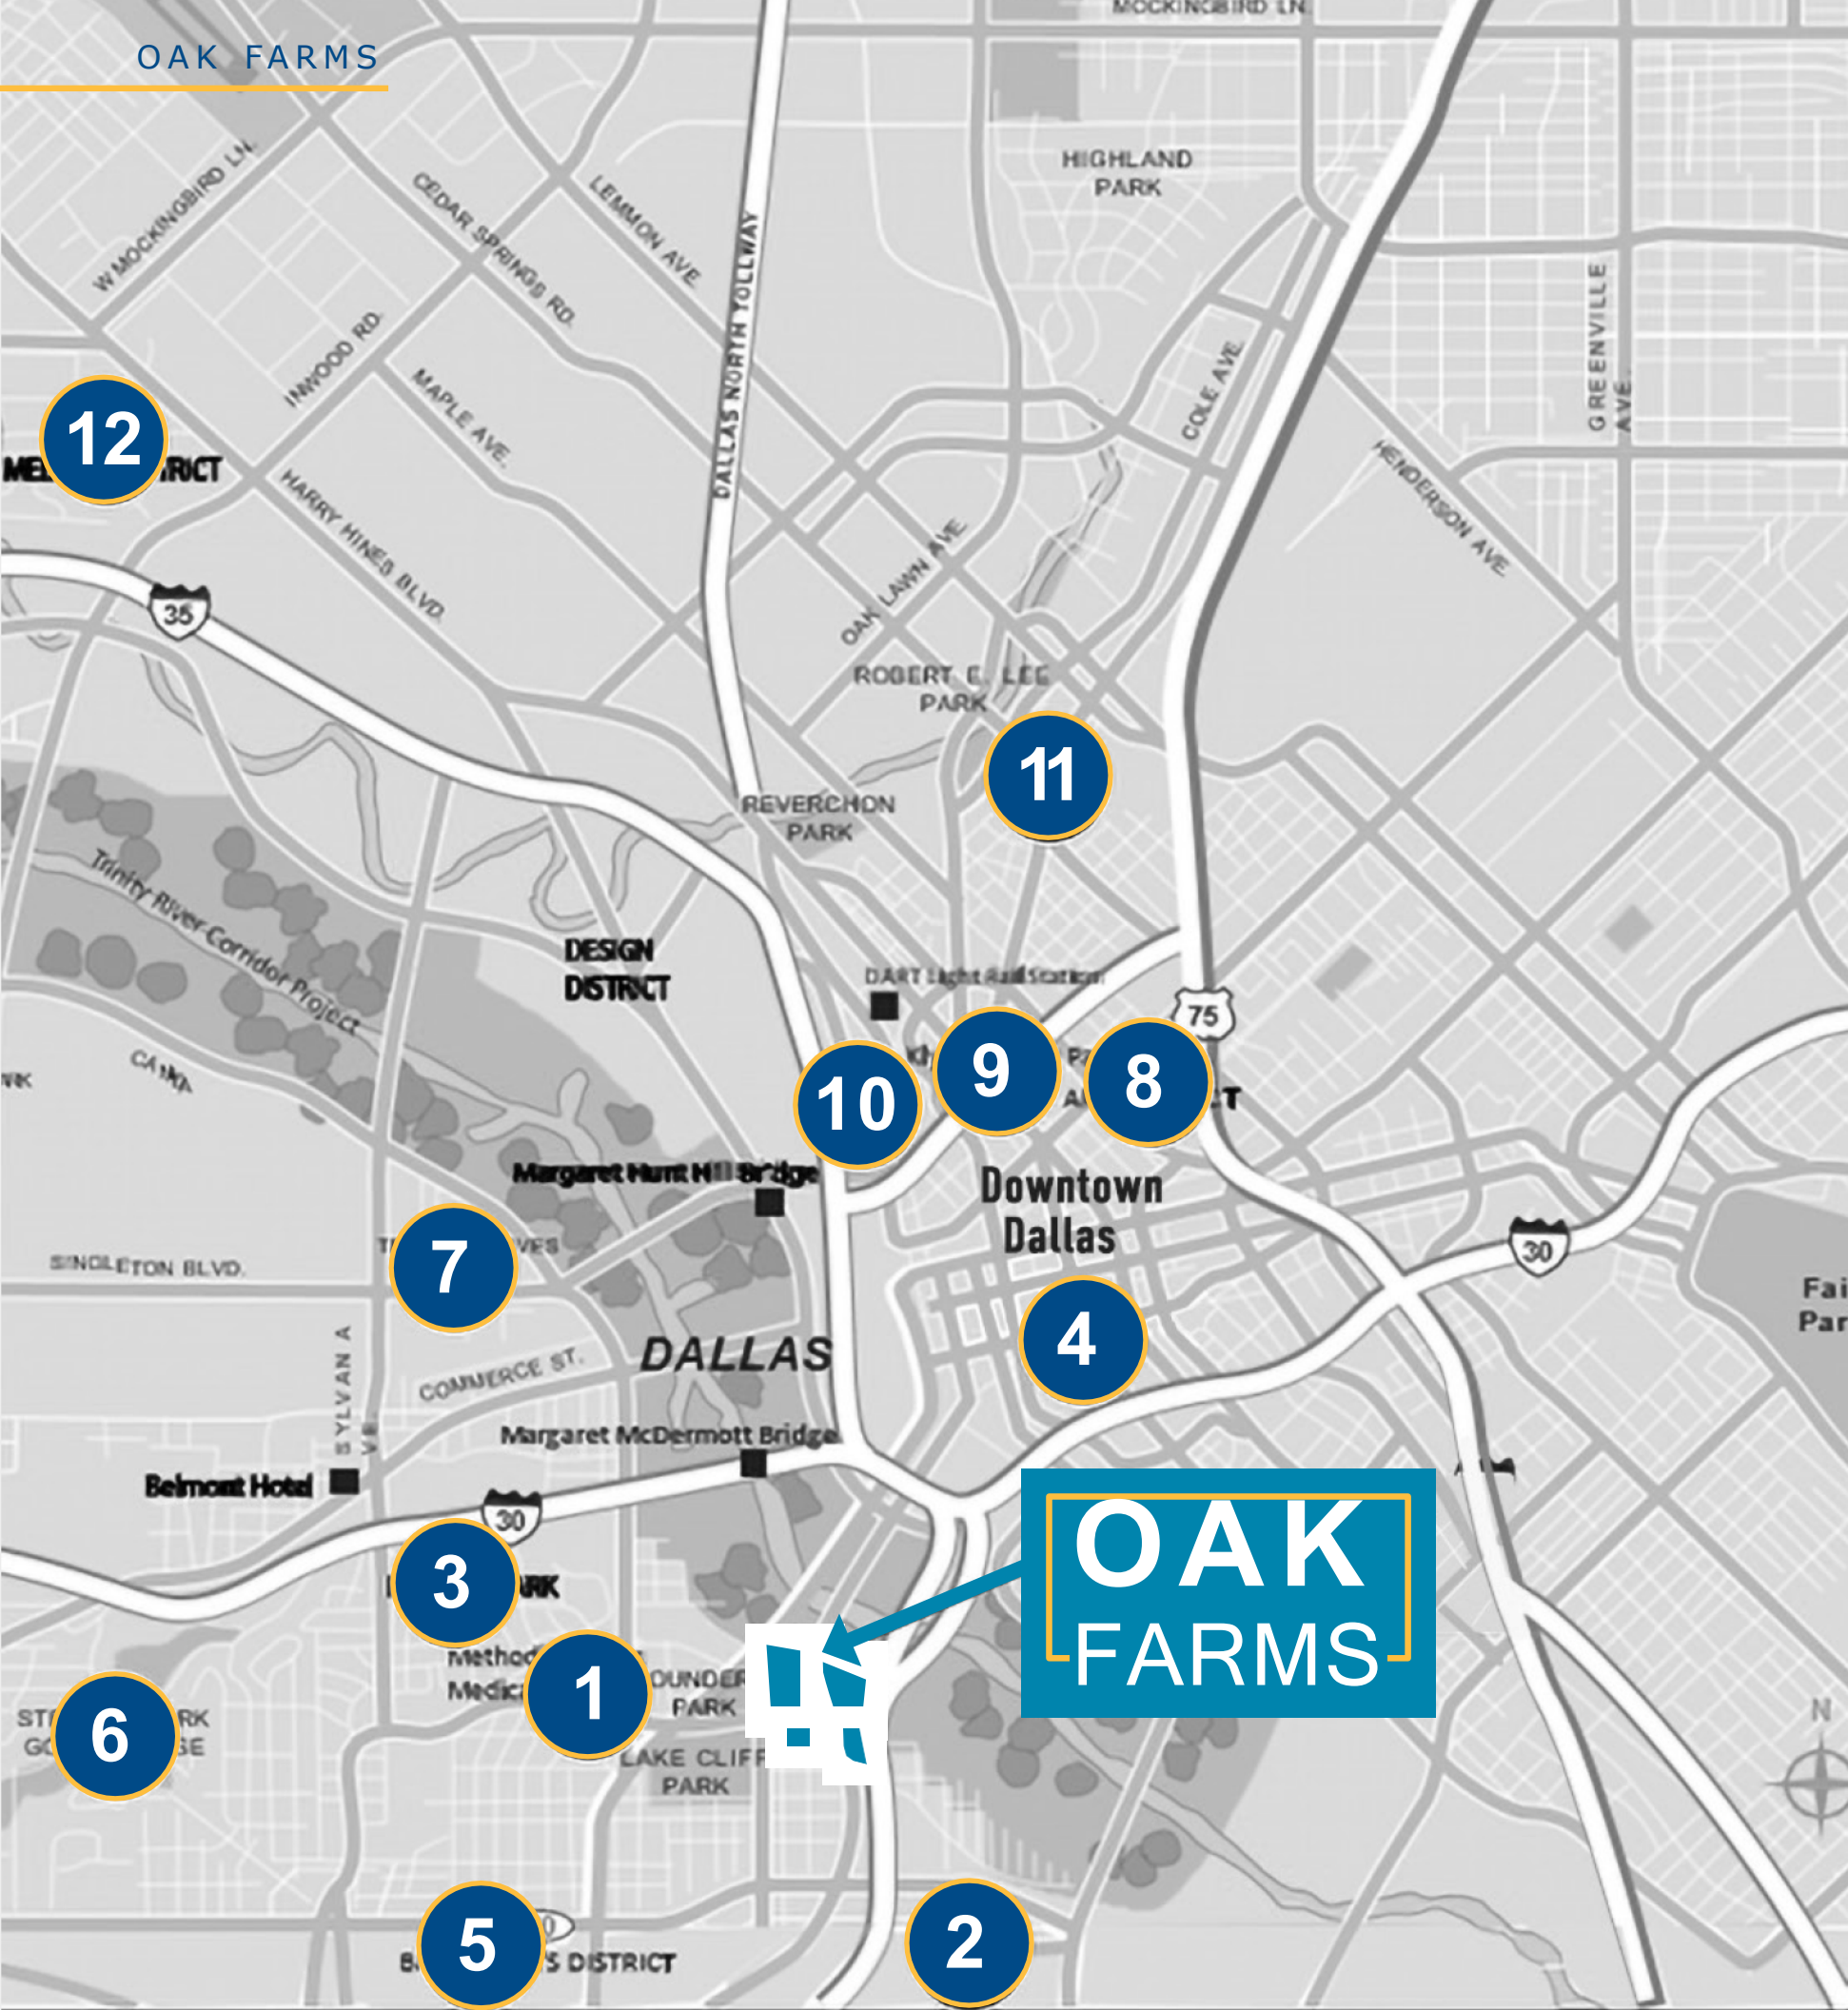 MOCKINGBIRD LN.
OAK FARMS
HIGHLAND
PARK
W MOCKINGBIRD LN.
CEDAR SPRINGS RD.
LEMMON AVE.
DALLAS NORTH TOLLWAY
INWOOD RD.
MAPLE AVE.
COLE AVE.
GREENVILLE
AVE.
HENDERSON AVE.
12
HARRY HINES BLVD.
35
OAK LAWN AVE.
ROBERT E. LEE
PARK
11
REVERCHON
PARK
Trinity River Corridor Project
DESIGN
DISTRICT
DART Light Rail Station
75
9
8
10
Margaret Hunt Hill Bridge
Downtown
Dallas
7
SINGLETON BLVD.
30
4
DALLAS
COMMERCE ST.
SYLVAN A
VE.
Margaret McDermott Bridge
Belmont Hotel
30
3
OAK
FARMS
1
PARK
6
LAKE CLIFF
PARK
N
5
S DISTRICT
2